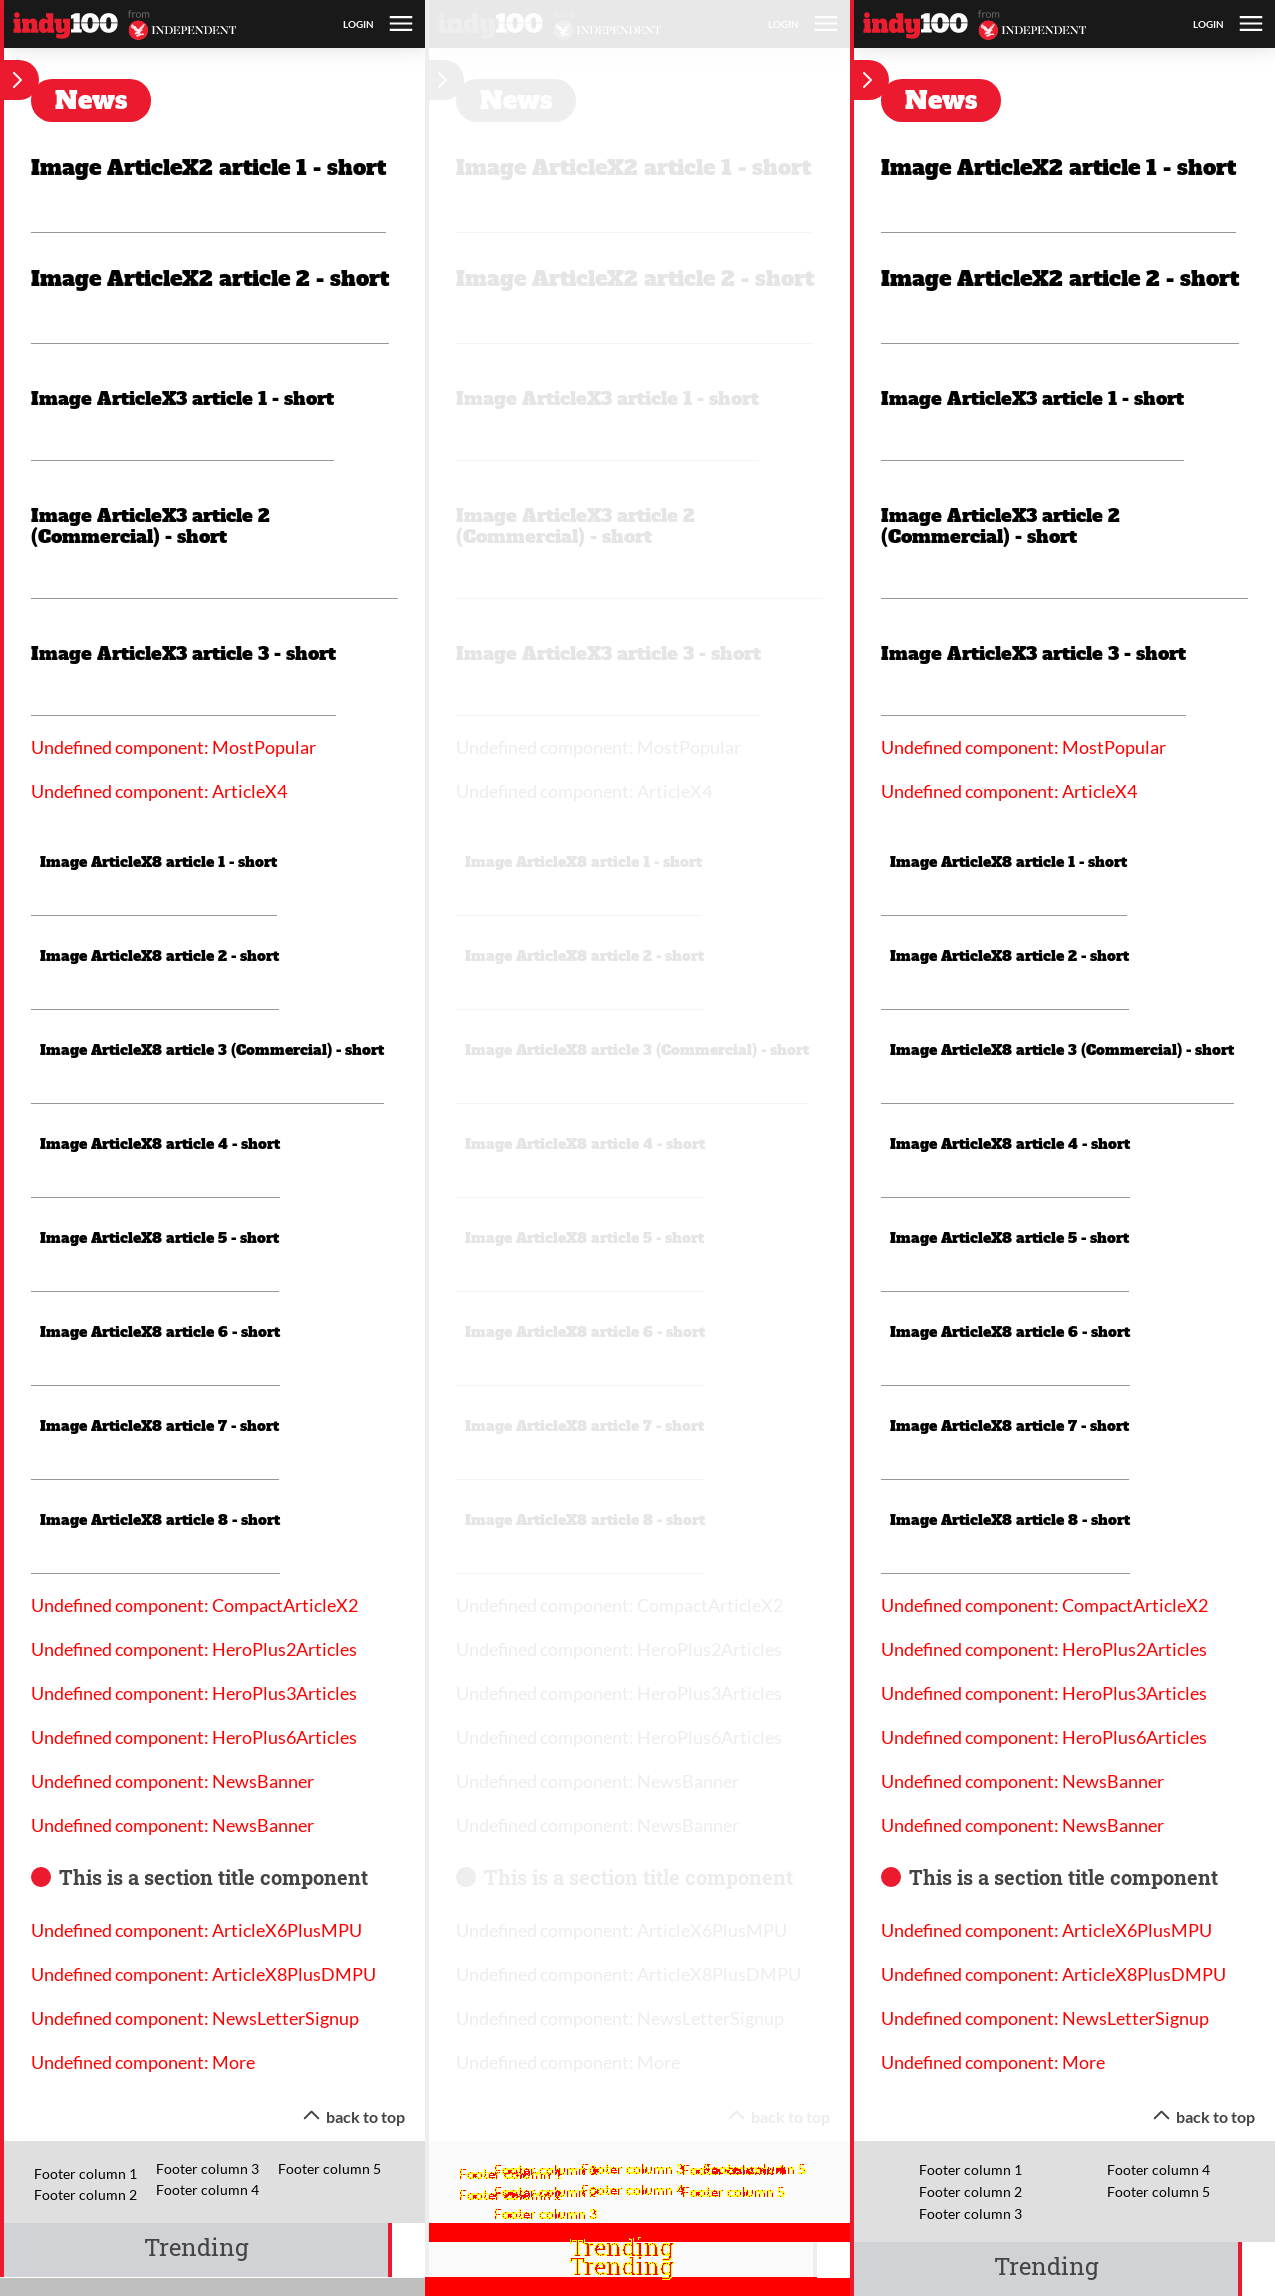 indy100 from INDEPENDENT LOGIN
News
Image ArticleX2 article 1 - short
Image ArticleX2 article 2 - short
Image ArticleX3 article 1 - short
Image ArticleX3 article 2
(Commercial) - short
Image ArticleX3 article 3 - short
Undefined component: MostPopular
Undefined component: ArticleX4
Image ArticleX8 article 1 - short
Image ArticleX8 article 2 - short
Image ArticleX8 article 3 (Commercial) - short
Image ArticleX8 article 4 - short
Image ArticleX8 article 5 - short
Image ArticleX8 article 6 - short
Image ArticleX8 article 7 - short
Image ArticleX8 article 8 - short
Undefined component: CompactArticleX2
Undefined component: HeroPlus2Articles
Undefined component: HeroPlus3Articles
Undefined component: HeroPlus6Articles
Undefined component: NewsBanner
Undefined component: NewsBanner
This is a section title component
Undefined component: ArticleX6PlusMPU
Undefined component: ArticleX8PlusDMPU
Undefined component: NewsLetterSignup
Undefined component: More
back to top
Footer column 1
Footer column 2
Footer column 3
Footer column 4
Footer column 5
Trending
indy100 from INDEPENDENT LOGIN
News
Image ArticleX2 article 1 - short
Image ArticleX2 article 2 - short
Image ArticleX3 article 1 - short
Image ArticleX3 article 2
(Commercial) - short
Image ArticleX3 article 3 - short
Undefined component: MostPopular
Undefined component: ArticleX4
Image ArticleX8 article 1 - short
Image ArticleX8 article 2 - short
Image ArticleX8 article 3 (Commercial) - short
Image ArticleX8 article 4 - short
Image ArticleX8 article 5 - short
Image ArticleX8 article 6 - short
Image ArticleX8 article 7 - short
Image ArticleX8 article 8 - short
Undefined component: CompactArticleX2
Undefined component: HeroPlus2Articles
Undefined component: HeroPlus3Articles
Undefined component: HeroPlus6Articles
Undefined component: NewsBanner
Undefined component: NewsBanner
This is a section title component
Undefined component: ArticleX6PlusMPU
Undefined component: ArticleX8PlusDMPU
Undefined component: NewsLetterSignup
Undefined component: More
back to top
Footer column 3
Footer column 4
Footer column 5
Footer column 3
Trending
Trending
indy100 from INDEPENDENT LOGIN
News
Image ArticleX2 article 1 - short
Image ArticleX2 article 2 - short
Image ArticleX3 article 1 - short
Image ArticleX3 article 2
(Commercial) - short
Image ArticleX3 article 3 - short
Undefined component: MostPopular
Undefined component: ArticleX4
Image ArticleX8 article 1 - short
Image ArticleX8 article 2 - short
Image ArticleX8 article 3 (Commercial) - short
Image ArticleX8 article 4 - short
Image ArticleX8 article 5 - short
Image ArticleX8 article 6 - short
Image ArticleX8 article 7 - short
Image ArticleX8 article 8 - short
Undefined component: CompactArticleX2
Undefined component: HeroPlus2Articles
Undefined component: HeroPlus3Articles
Undefined component: HeroPlus6Articles
Undefined component: NewsBanner
Undefined component: NewsBanner
This is a section title component
Undefined component: ArticleX6PlusMPU
Undefined component: ArticleX8PlusDMPU
Undefined component: NewsLetterSignup
Undefined component: More
back to top
Footer column 1
Footer column 2
Footer column 3
Footer column 4
Footer column 5
Trending